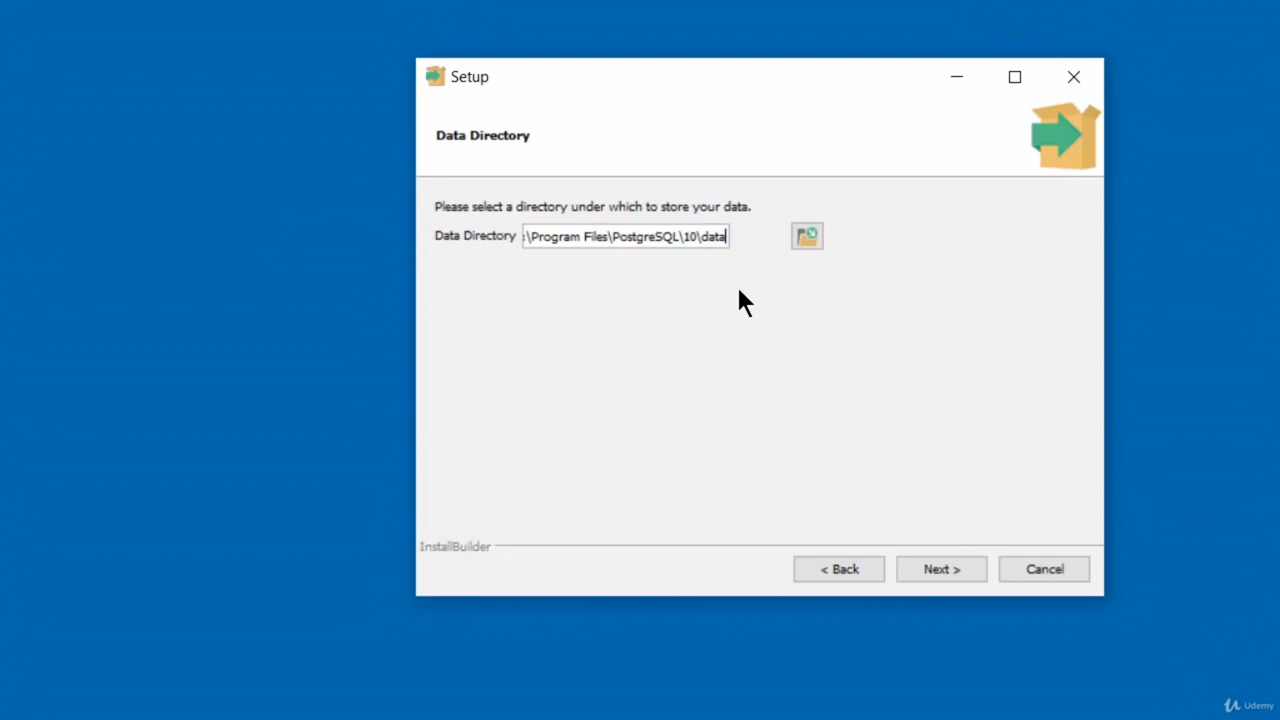 Setup
Data Directory
Please select a directory under which to store your data.
Data Directory :\Program Files\PostgreSQL\10\data
InstallBuilder
< Back Next > Cancel
Udemy